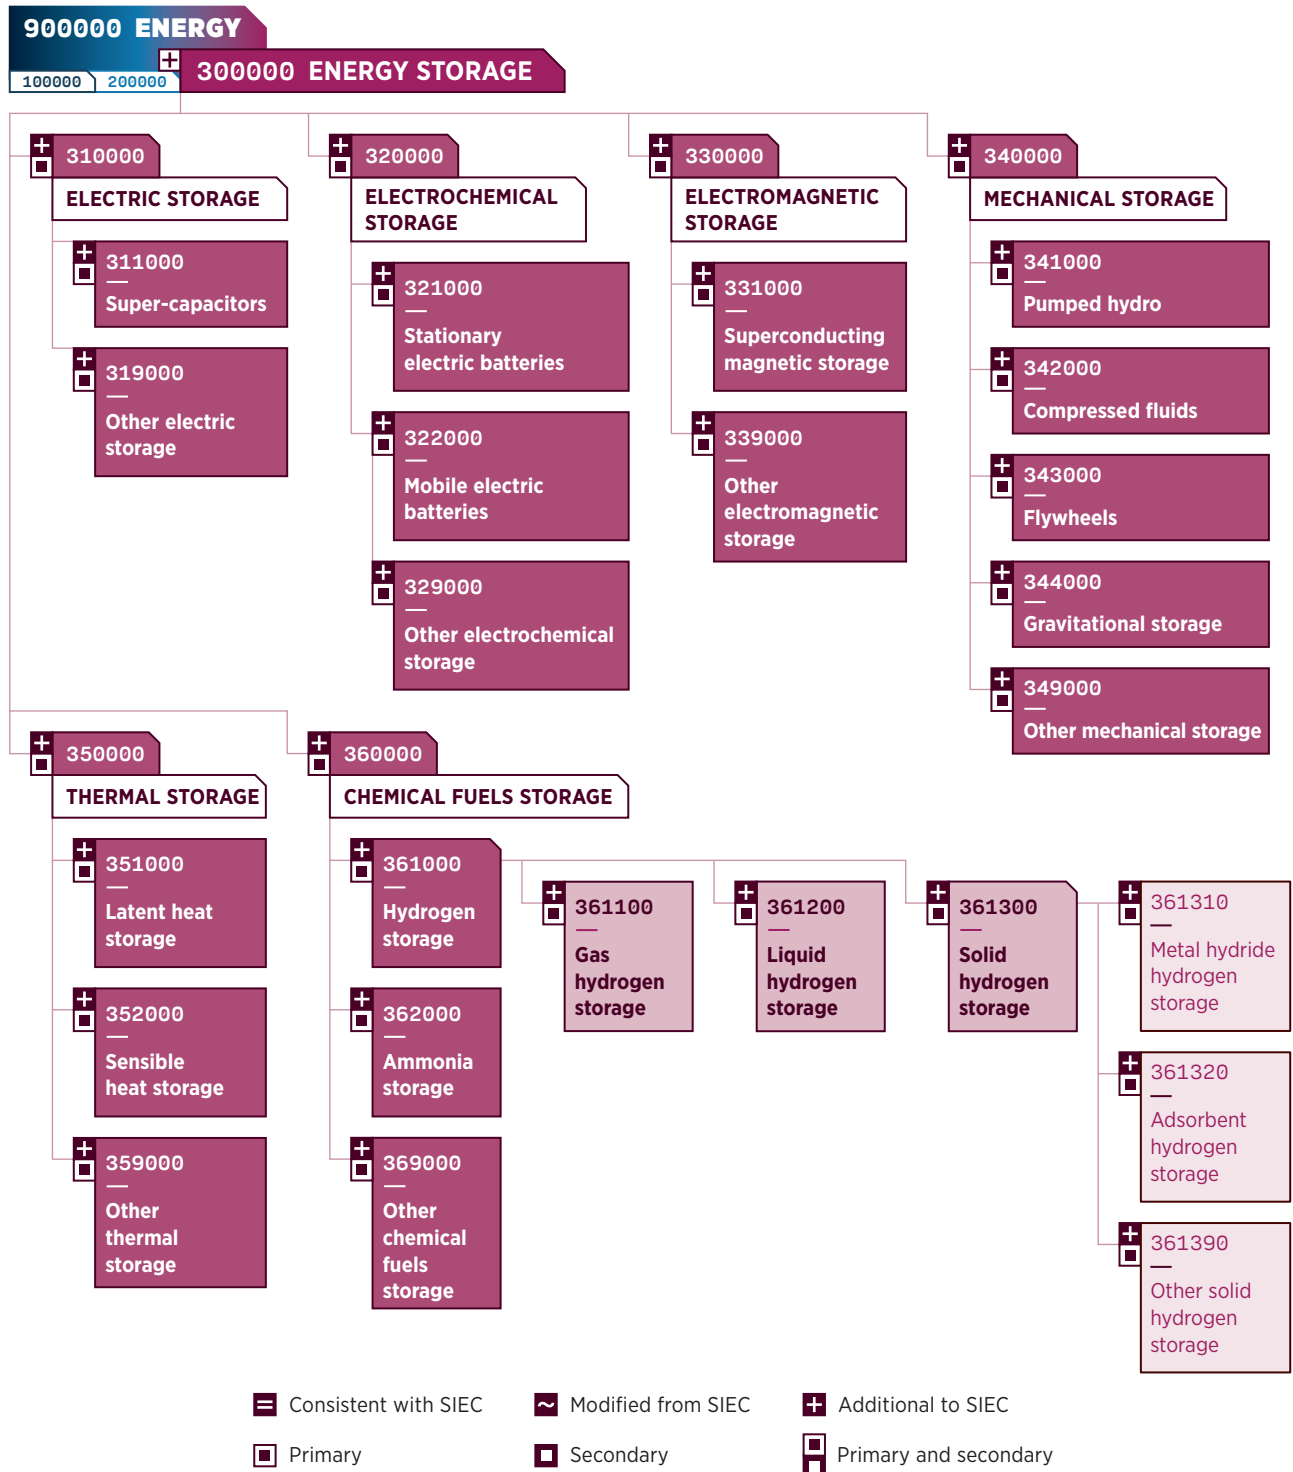 900000 ENERGY
100000
200000
300000 ENERGY STORAGE
310000
ELECTRIC STORAGE
311000
Super-capacitors
319000
Other electric
storage
320000
ELECTROCHEMICAL
STORAGE
321000
Stationary
electric batteries
322000
Mobile electric
batteries
329000
Other electrochemical
storage
330000
ELECTROMAGNETIC
STORAGE
331000
Superconducting
magnetic storage
339000
Other
electromagnetic
storage
340000
MECHANICAL STORAGE
341000
Pumped hydro
342000
Compressed fluids
343000
Flywheels
344000
Gravitational storage
349000
Other mechanical storage
350000
THERMAL STORAGE
351000
Latent heat
storage
352000
Sensible
heat storage
359000
Other
thermal
storage
360000
CHEMICAL FUELS STORAGE
361000
Hydrogen
storage
362000
Ammonia
storage
369000
Other
chemical
fuels
storage
361100
Gas
hydrogen
storage
361200
Liquid
hydrogen
storage
361300
Solid
hydrogen
storage
361310
Metal hydride
hydrogen
storage
361320
Adsorbent
hydrogen
storage
361390
Other solid
hydrogen
storage
= Consistent with SIEC
~ Modified from SIEC
+ Additional to SIEC
Primary
Secondary
Primary and secondary